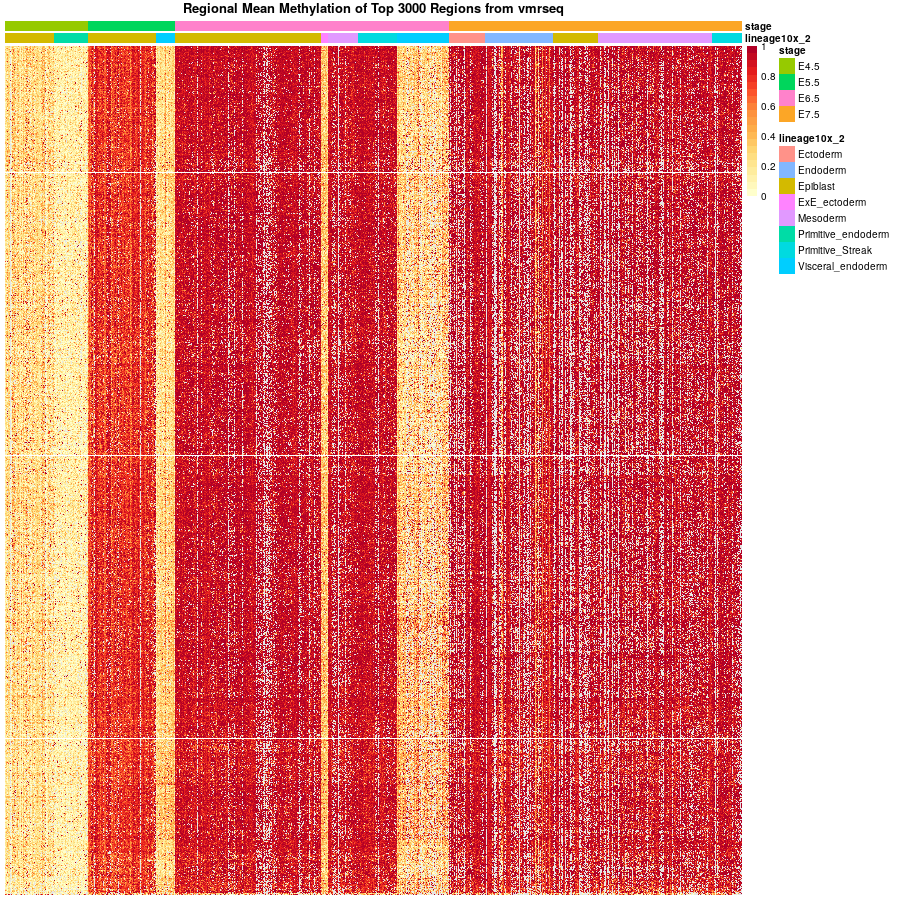 Regional Mean Methylation of Top 3000 Regions from vmrseq
stage
lineage10x_2
1
0.8
0.6
0.4
0.2
0
stage
E4.5
E5.5
E6.5
E7.5
lineage10x_2
Ectoderm
Endoderm
Epiblast
ExE_ectoderm
Mesoderm
Primitive_endoderm
Primitive_Streak
Visceral_endoderm